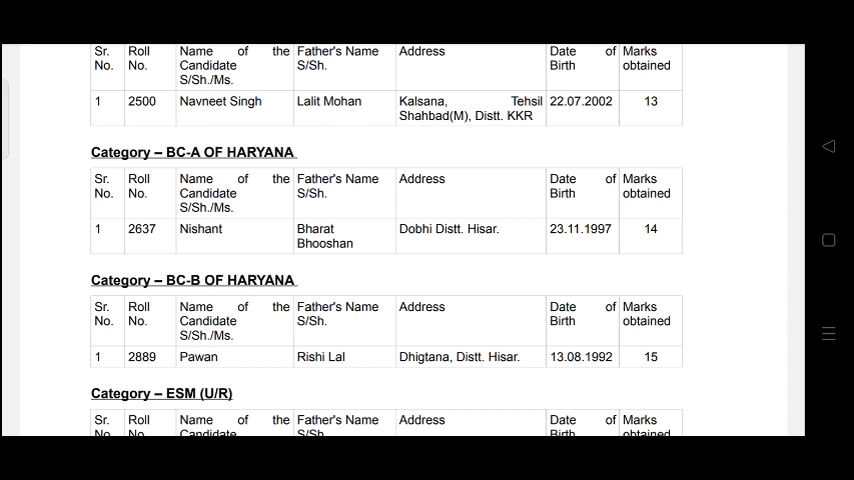 Sr. No. Roll No. Name of the Candidate S/Sh./Ms. Father's Name S/Sh. Address Date of Birth Marks obtained
1 2500 Navneet Singh Lalit Mohan Kalsana, Tehsil Shahbad(M), Distt. KKR 22.07.2002 13
Category – BC-A OF HARYANA
Sr. No. Roll No. Name of the Candidate S/Sh./Ms. Father's Name S/Sh. Address Date of Birth Marks obtained
1 2637 Nishant Bharat Bhooshan Dobhi Distt. Hisar. 23.11.1997 14
Category – BC-B OF HARYANA
Sr. No. Roll No. Name of the Candidate S/Sh./Ms. Father's Name S/Sh. Address Date of Birth Marks obtained
1 2889 Pawan Rishi Lal Dhigtana, Distt. Hisar. 13.08.1992 15
Category – ESM (U/R)
Sr. No. Roll No. Name of the Candidate Father's Name S/Sh. Address Date of Birth Marks obtained